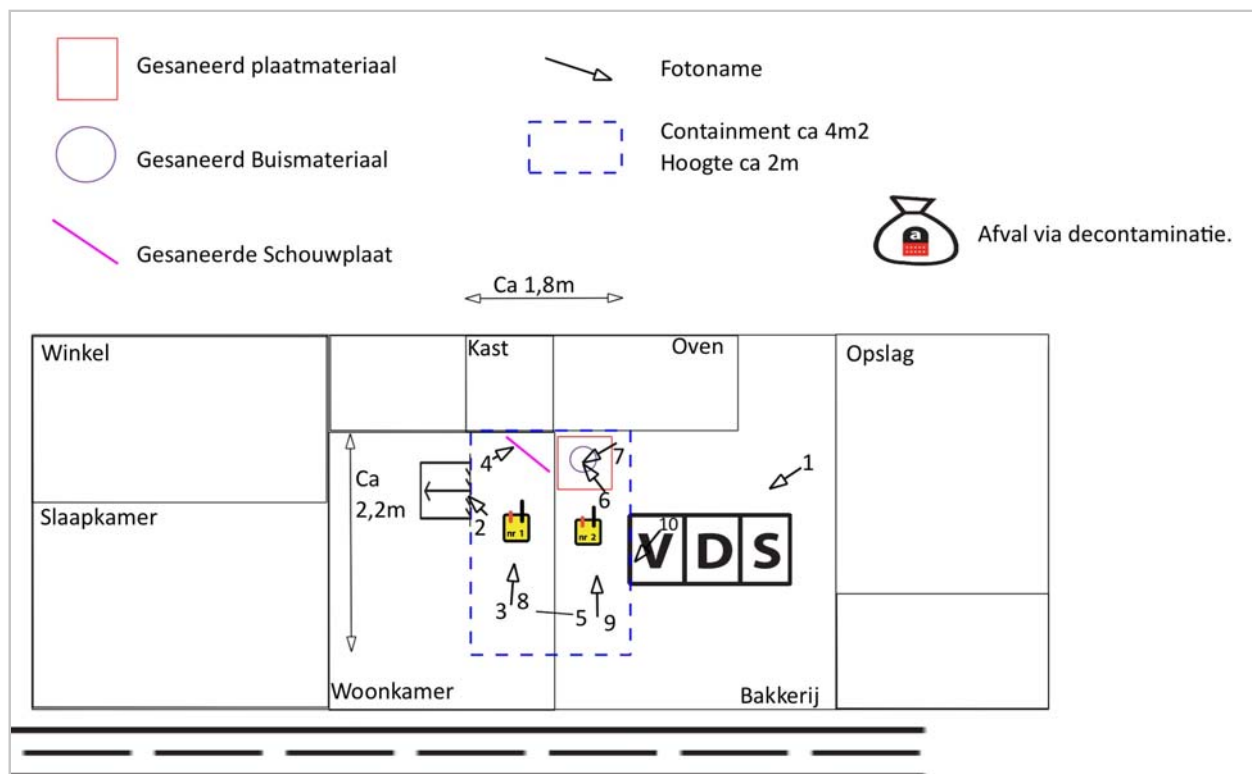 Gesaneerd plaatmateriaal
Fotoname
Containment ca 4m2
Hoogte ca 2m
Gesaneerd Buismateriaal
a
Afval via decontaminatie.
Gesaneerde Schouwplaat
Ca 1,8m
Winkel
Kast
Oven
Opslag
4
7
1
Ca
2,2m
6
Slaapkamer
2
nr 1
nr 2
10
V D S
3
8
5
9
Woonkamer
Bakkerij